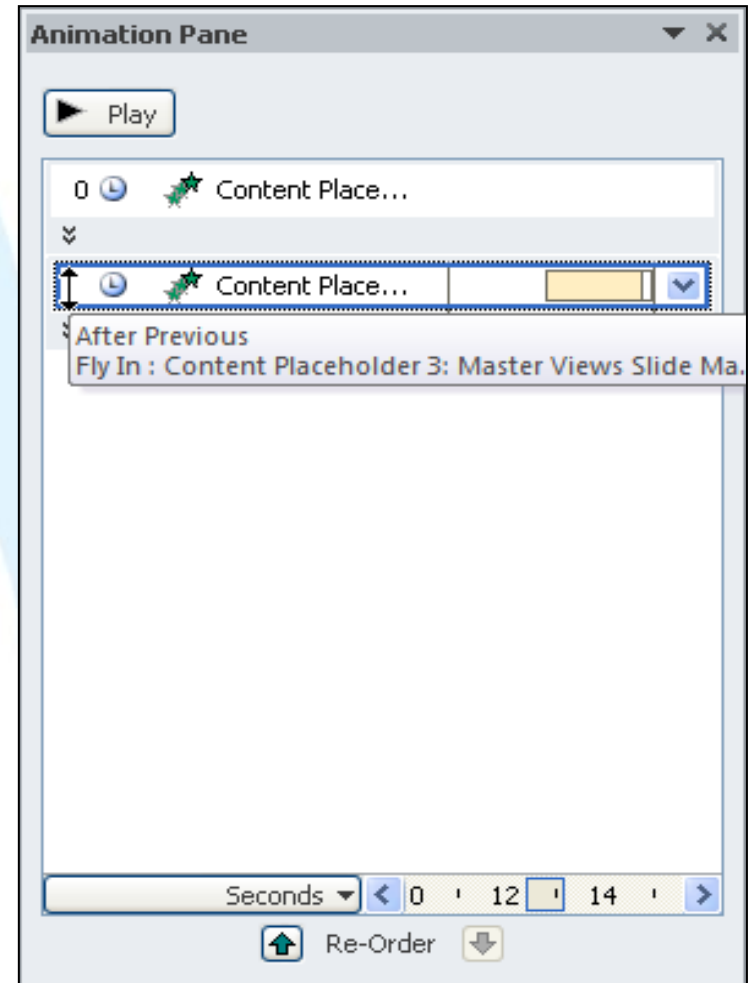 Animation Pane
Play
0 Content Place...
Content Place...
After Previous
Fly In : Content Placeholder 3: Master Views Slide Ma.
Seconds 0 12 14
Re-Order